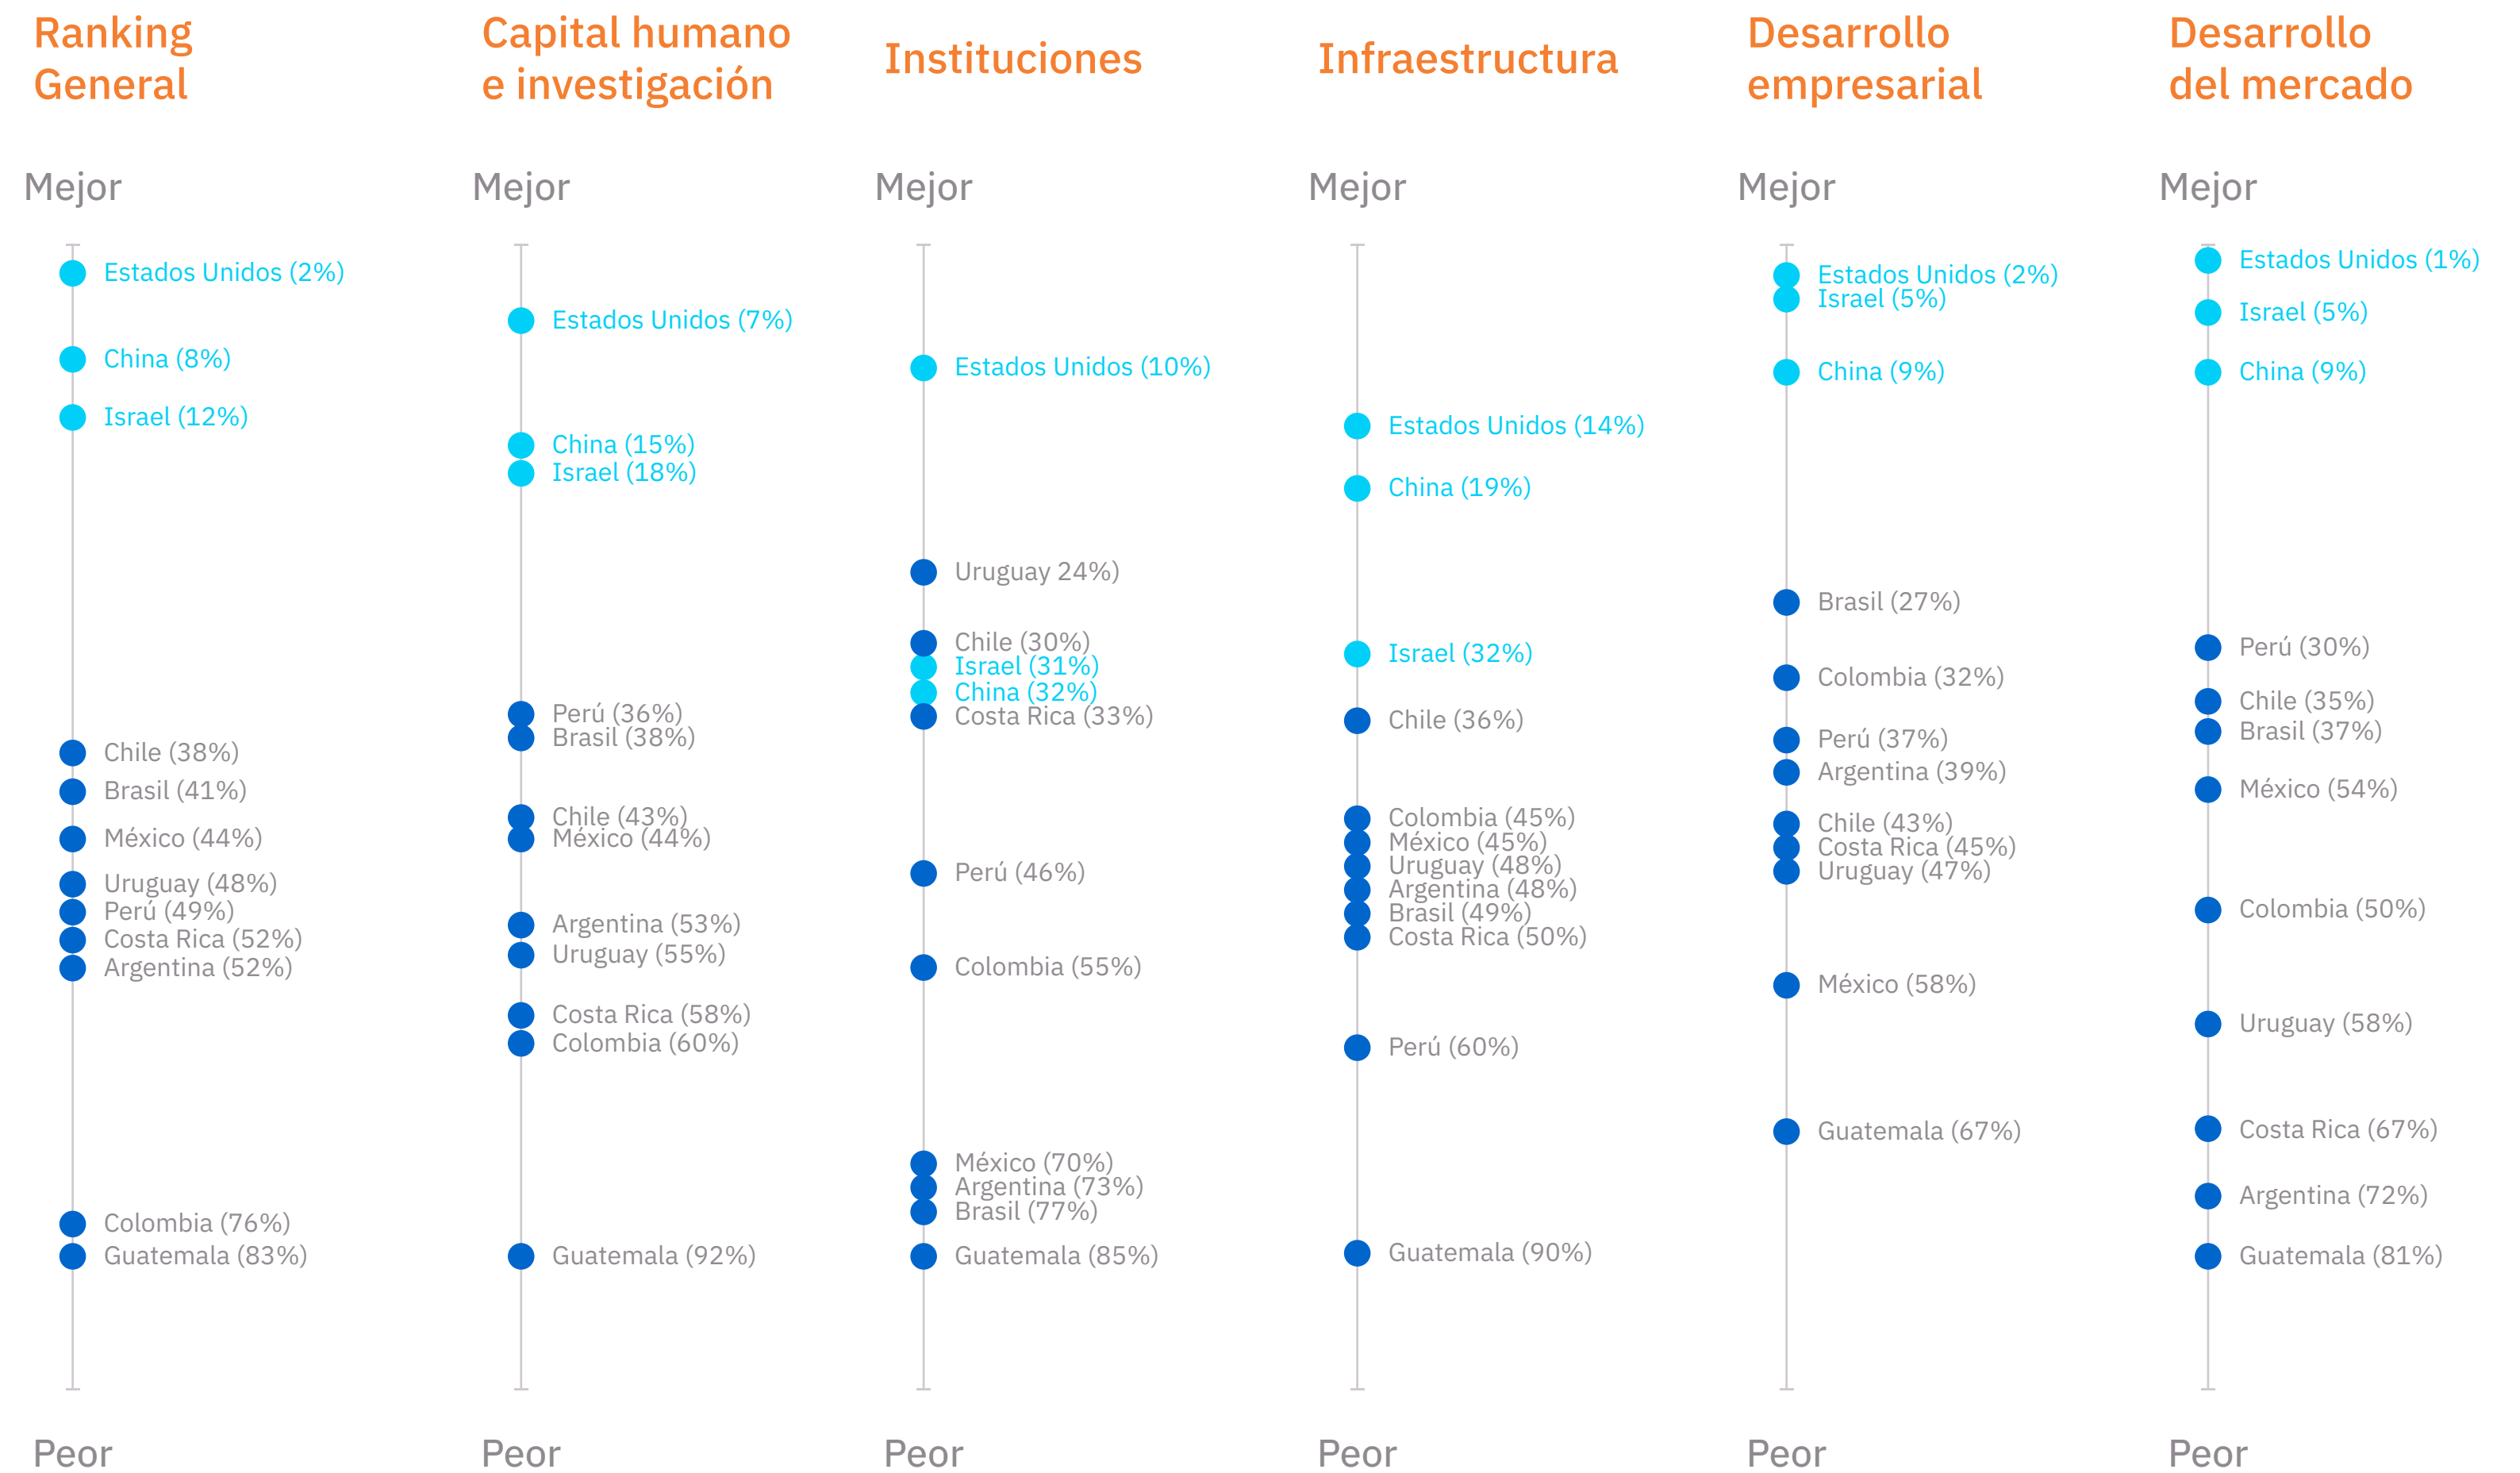 Ranking
General
Mejor
Estados Unidos (2%)
China (8%)
Israel (12%)
Chile (38%)
Brasil (41%)
México (44%)
Uruguay (48%)
Perú (49%)
Costa Rica (52%)
Argentina (52%)
Colombia (76%)
Guatemala (83%)
Peor
Capital humano
e investigación
Mejor
Estados Unidos (7%)
China (15%)
Israel (18%)
Perú (36%)
Brasil (38%)
Chile (43%)
México (44%)
Argentina (53%)
Uruguay (55%)
Costa Rica (58%)
Colombia (60%)
Guatemala (92%)
Peor
Instituciones
Mejor
Estados Unidos (10%)
Uruguay 24%)
Chile (30%)
Israel (31%)
China (32%)
Costa Rica (33%)
Perú (46%)
Colombia (55%)
México (70%)
Argentina (73%)
Brasil (77%)
Guatemala (85%)
Peor
Infraestructura
Mejor
Estados Unidos (14%)
China (19%)
Israel (32%)
Chile (36%)
Colombia (45%)
México (45%)
Uruguay (48%)
Argentina (48%)
Brasil (49%)
Costa Rica (50%)
Perú (60%)
Guatemala (90%)
Peor
Desarrollo
empresarial
Mejor
Estados Unidos (2%)
Israel (5%)
China (9%)
Brasil (27%)
Colombia (32%)
Perú (37%)
Argentina (39%)
Chile (43%)
Costa Rica (45%)
Uruguay (47%)
México (58%)
Guatemala (67%)
Peor
Desarrollo
del mercado
Mejor
Estados Unidos (1%)
Israel (5%)
China (9%)
Perú (30%)
Chile (35%)
Brasil (37%)
México (54%)
Colombia (50%)
Uruguay (58%)
Costa Rica (67%)
Argentina (72%)
Guatemala (81%)
Peor